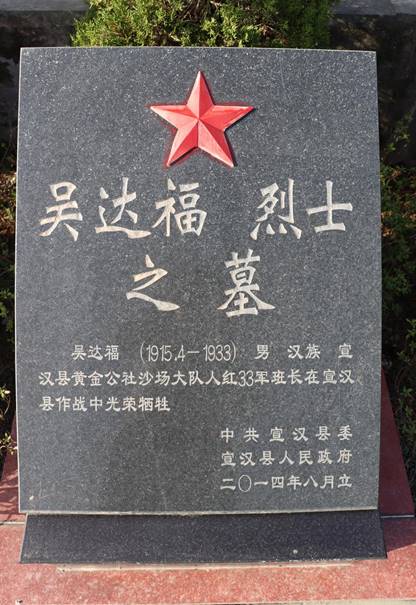 吴达福 烈士
之墓
吴达福 (1915.4—1933) 男 汉族 宣
汉县黄金公社沙场大队人红33军班长在宣汉
县作战中光荣牺牲
中共宣汉县委
宣汉县人民政府
二〇一四年八月立